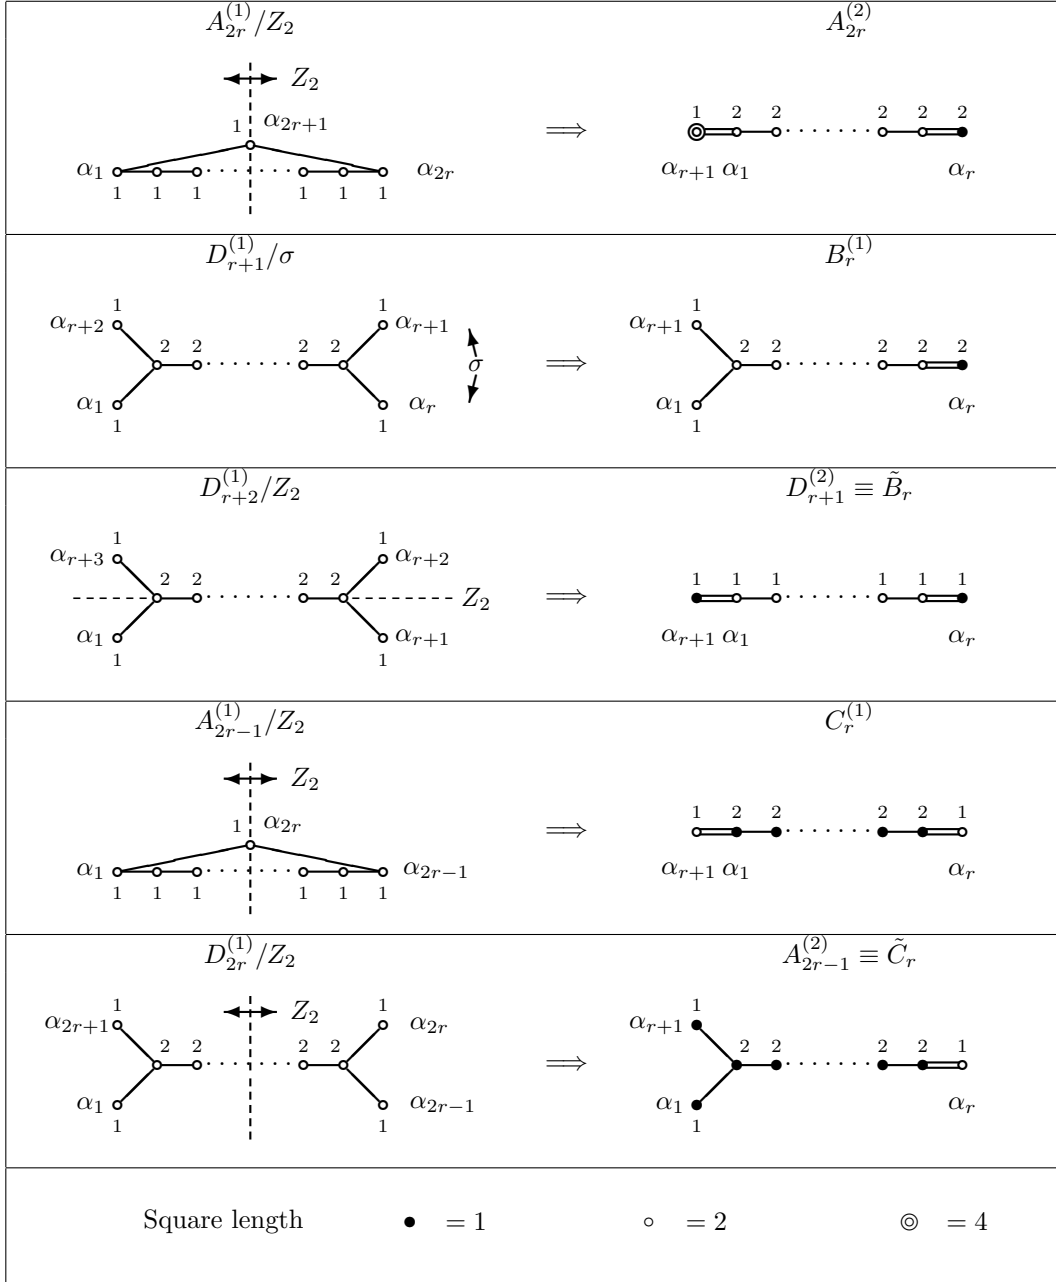 A_{2r}^{(1)}/Z_2 A_{2r}^{(2)}
Z_2
1 α_{2r+1} ⟹ 1 2 2 2 2 2
α_1 α_{2r} α_{r+1} α_1 α_r
1 1 1 1 1 1
D_{r+1}^{(1)}/σ B_r^{(1)}
1 1 1
α_{r+2} α_{r+1} α_{r+1}
2 2 2 2 σ ⟹ 2 2 2 2 2
α_1 α_r α_1 α_r
1 1 1
D_{r+2}^{(1)}/Z_2 D_{r+1}^{(2)} ≡ \tilde{B}_r
1 1
α_{r+3} α_{r+2}
2 2 2 2 Z_2 ⟹ 1 1 1 1 1 1
α_1 α_{r+1} α_{r+1} α_1 α_r
1 1
A_{2r-1}^{(1)}/Z_2 C_r^{(1)}
Z_2
1 α_{2r} ⟹ 1 2 2 2 2 1
α_1 α_{2r-1} α_{r+1} α_1 α_r
1 1 1 1 1 1
D_{2r}^{(1)}/Z_2 A_{2r-1}^{(2)} ≡ \tilde{C}_r
1 Z_2 1 1
α_{2r+1} α_{2r} α_{r+1}
2 2 2 2 ⟹ 2 2 2 2 1
α_1 α_{2r-1} α_1 α_r
1 1 1
Square length = 1 = 2 = 4